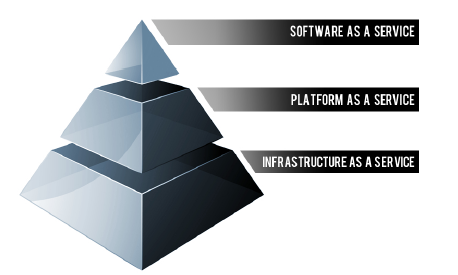 SOFTWARE AS A SERVICE
PLATFORM AS A SERVICE
INFRASTRUCTURE AS A SERVICE